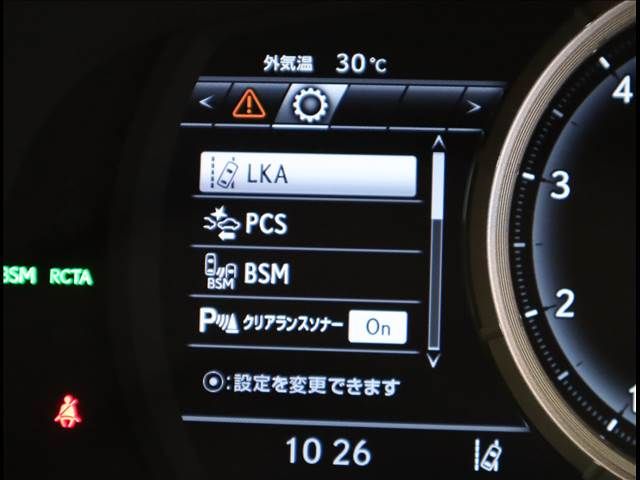 外気温 30℃
< >
LKA
PCS
BSM
BSM
P クリアランスソナー On
◎:設定を変更できます
10 26
BSM RCTA
4
3
2
1